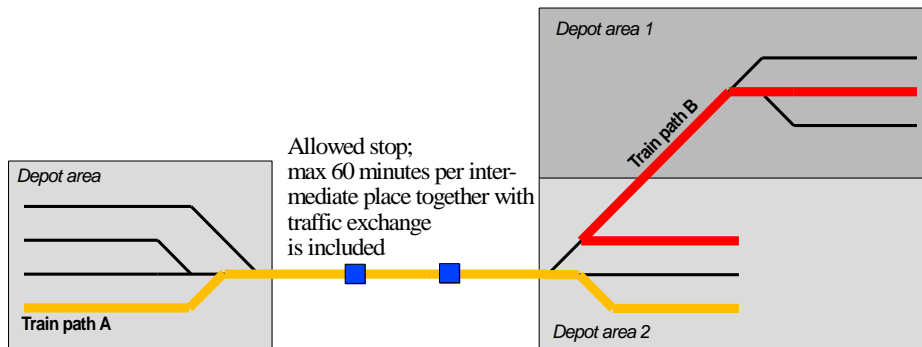 Depot area 1
Train path B
Allowed stop;
max 60 minutes per inter-
mediate place together with
traffic exchange
is included
Depot area
Train path A
Depot area 2